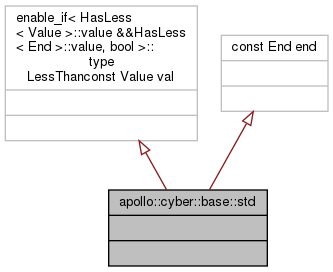 enable_if< HasLess
< Value >::value &&HasLess
< End >::value, bool >::
type
LessThanconst Value val
const End end
apollo::cyber::base::std